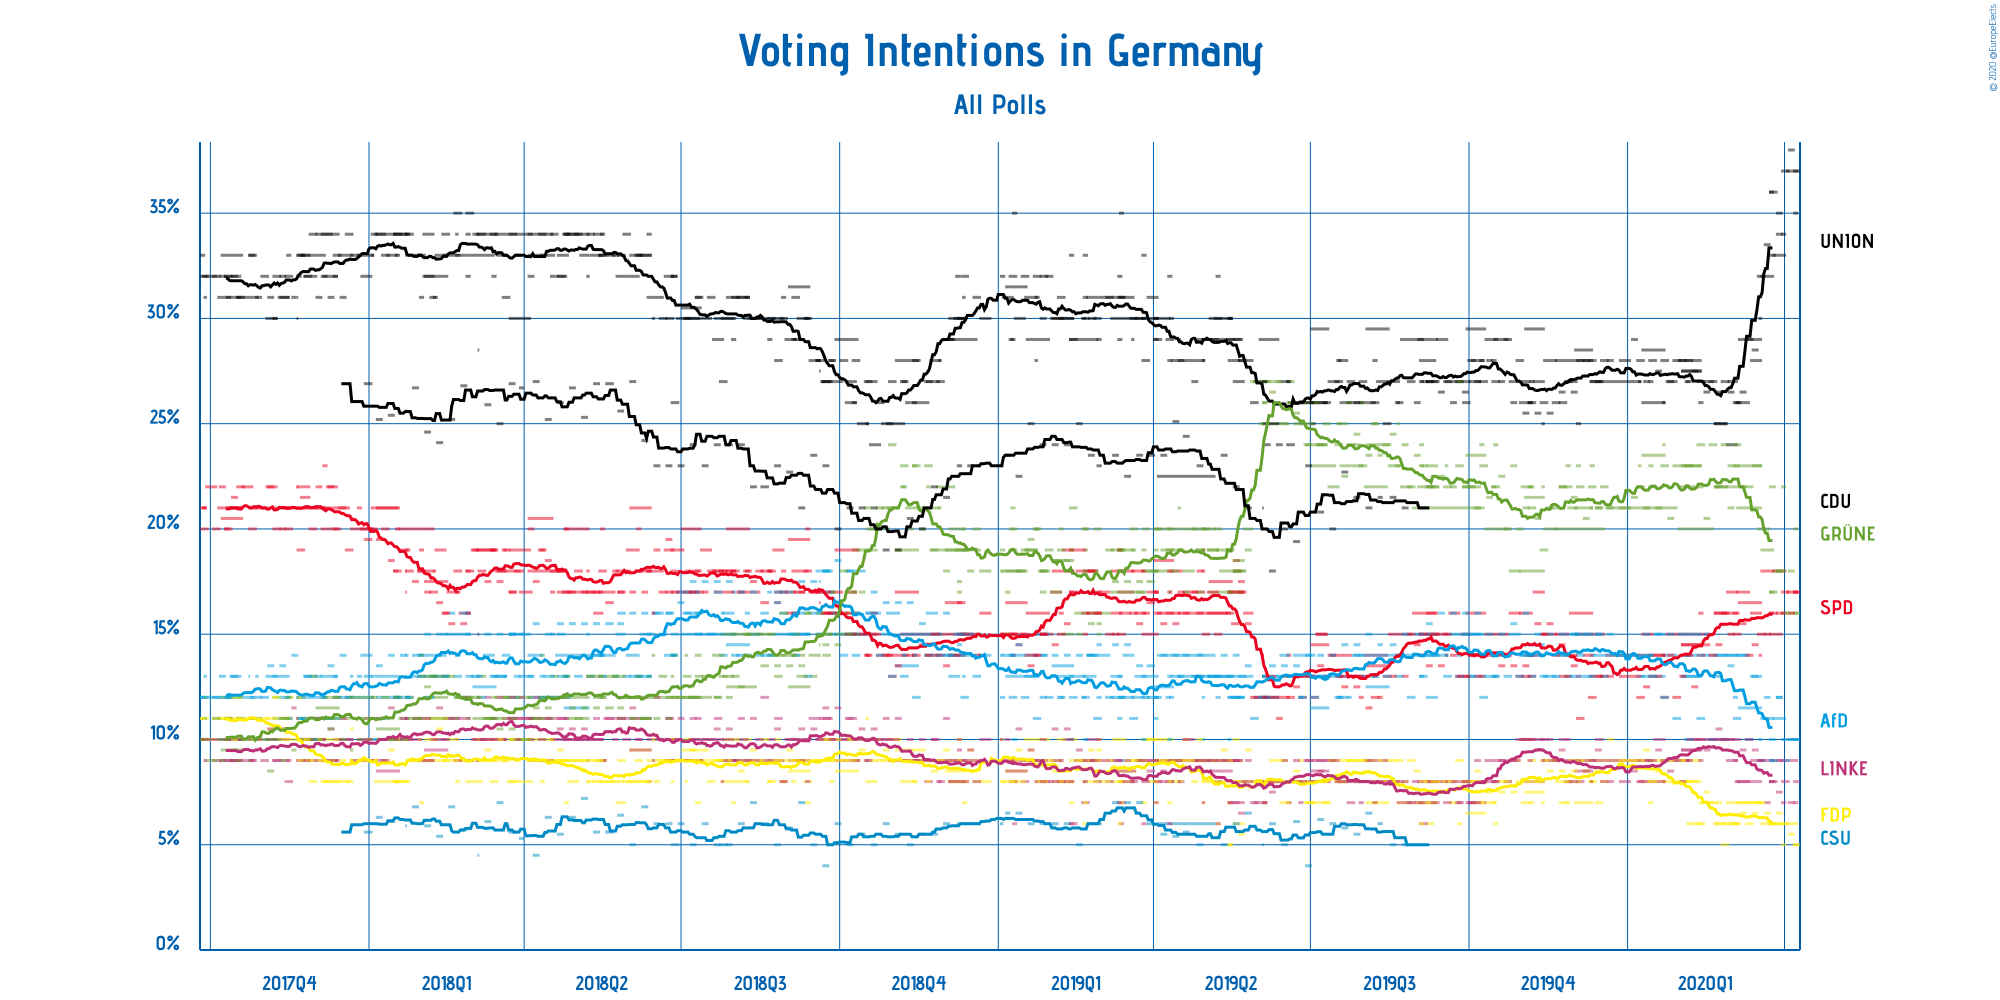 Voting Intentions in Germany
All Polls
© 2020 @EuropeElects
35%
30%
25%
20%
15%
10%
5%
0%
UNION
CDU
GRÜNE
SPD
AfD
LINKE
FDP
CSU
2017Q4 2018Q1 2018Q2 2018Q3 2018Q4 2019Q1 2019Q2 2019Q3 2019Q4 2020Q1